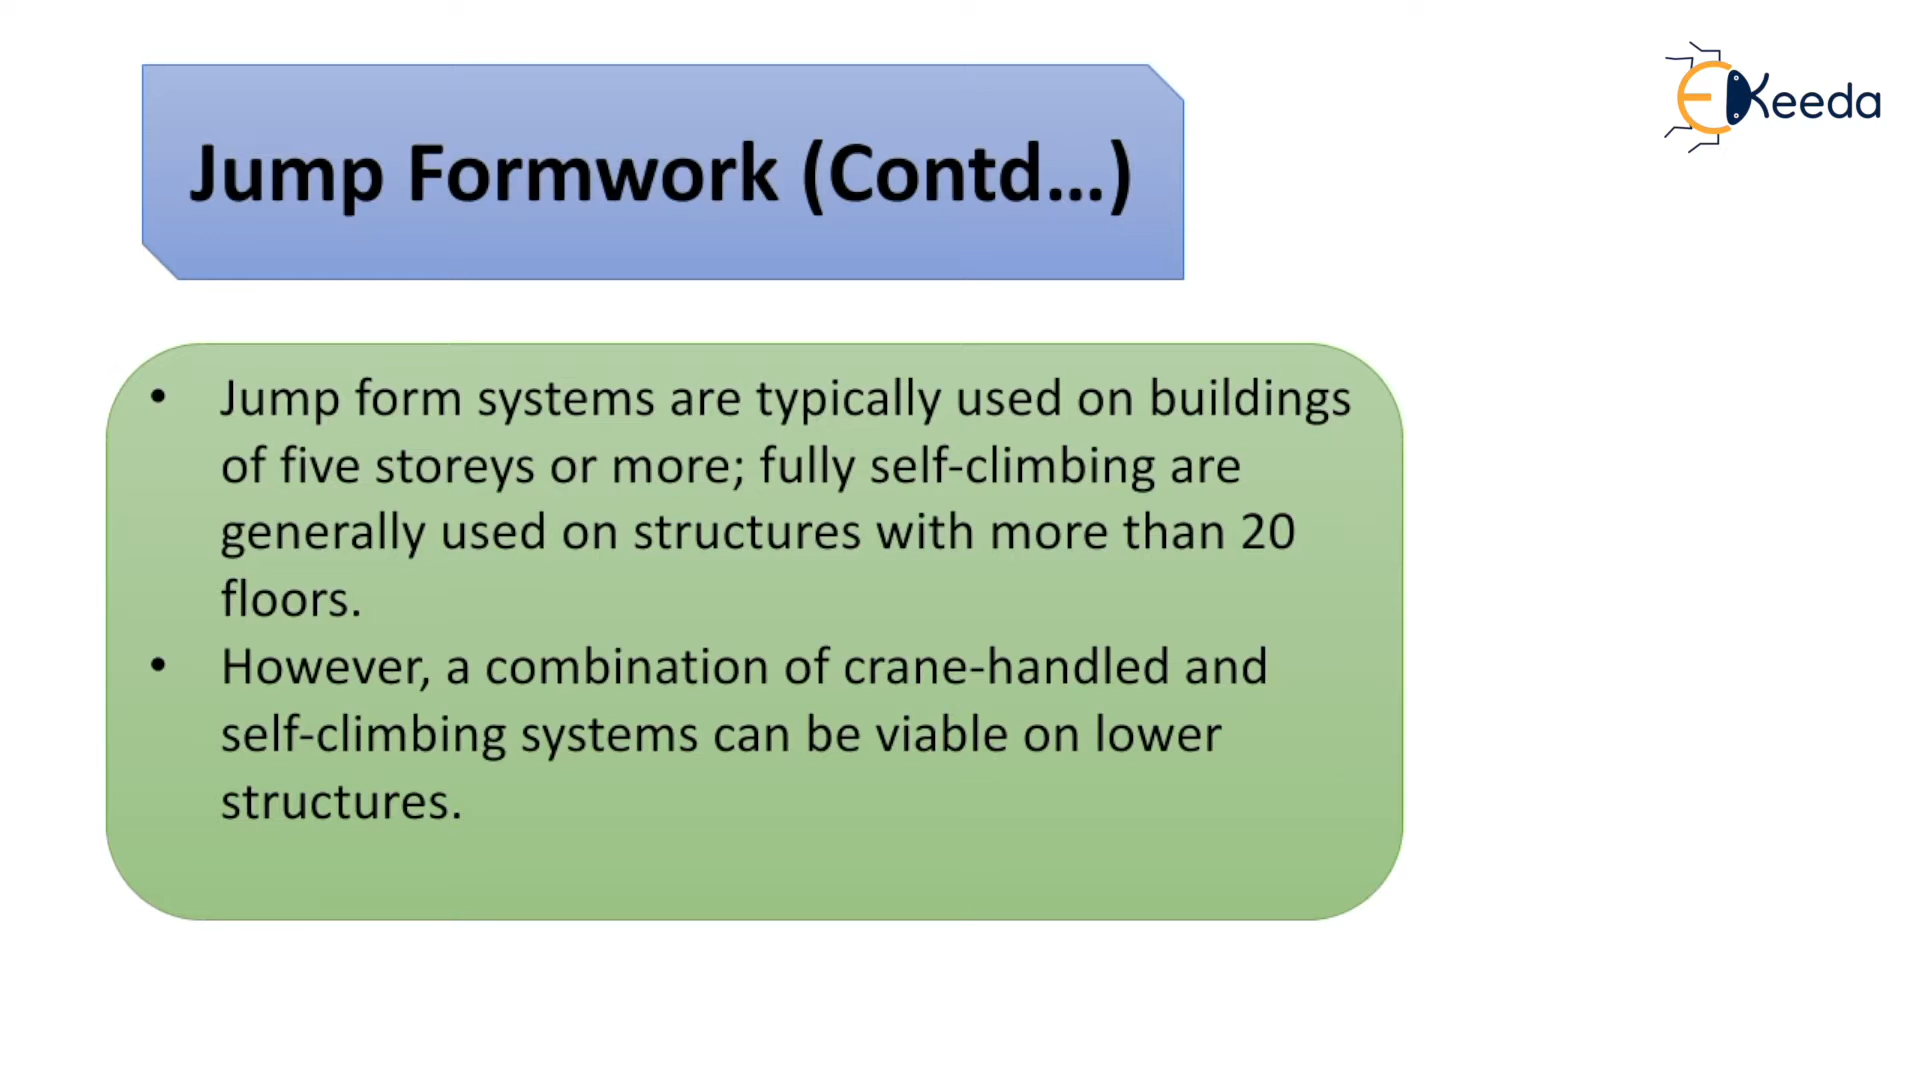 EKeeda
Jump Formwork (Contd...)
• Jump form systems are typically used on buildings
of five storeys or more; fully self-climbing are
generally used on structures with more than 20
floors.
• However, a combination of crane-handled and
self-climbing systems can be viable on lower
structures.